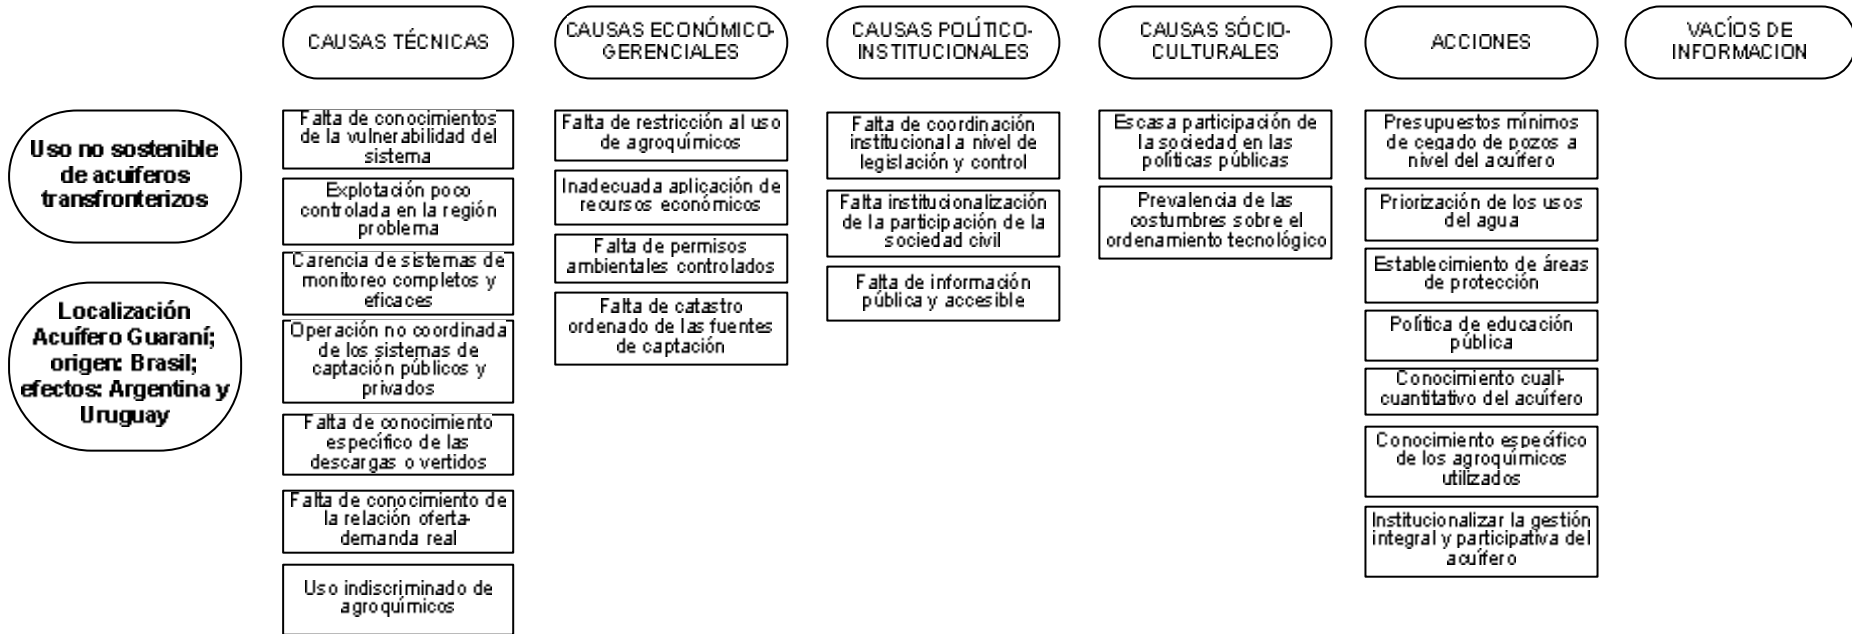 CAUSAS TÉCNICAS
CAUSAS ECONÓMICO-
GERENCIALES
CAUSAS POLÍTICO-
INSTITUCIONALES
CAUSAS SÓCIO-
CULTURALES
ACCIONES
VACÍOS DE
INFORMACION
Uso no sostenible
de acuíferos
transfronterizos
Localización
Acuífero Guaraní;
origen: Brasil;
efectos: Argentina y
Uruguay
Falta de conocimientos
de la vulnerabilidad del
sistema
Explotación poco
controlada en la región
problema
Carencia de sistemas de
monitoreo completos y
eficaces
Operación no coordinada
de los sistemas de
captación públicos y
privados
Falta de conocimiento
específico de las
descargas o vertidos
Falta de conocimiento de
la relación oferta-
demanda real
Uso indiscriminado de
agroquímicos
Falta de restricción al uso
de agroquímicos
Inadecuada aplicación de
recursos económicos
Falta de permisos
ambientales controlados
Falta de catastro
ordenado de las fuentes
de captación
Falta de coordinación
institucional a nivel de
legislación y control
Falta institucionalización
de la participación de la
sociedad civil
Falta de información
pública y accesible
Escasa participación de
la sociedad en las
políticas públicas
Prevalencia de las
costumbres sobre el
ordenamiento tecnológico
Presupuestos mínimos
de cegado de pozos a
nivel del acuífero
Priorización de los usos
del agua
Establecimiento de áreas
de protección
Política de educación
pública
Conocimiento cuali-
cuantitativo del acuífero
Conocimiento específico
de los agroquímicos
utilizados
Institucionalizar la gestión
integral y participativa del
acuífero